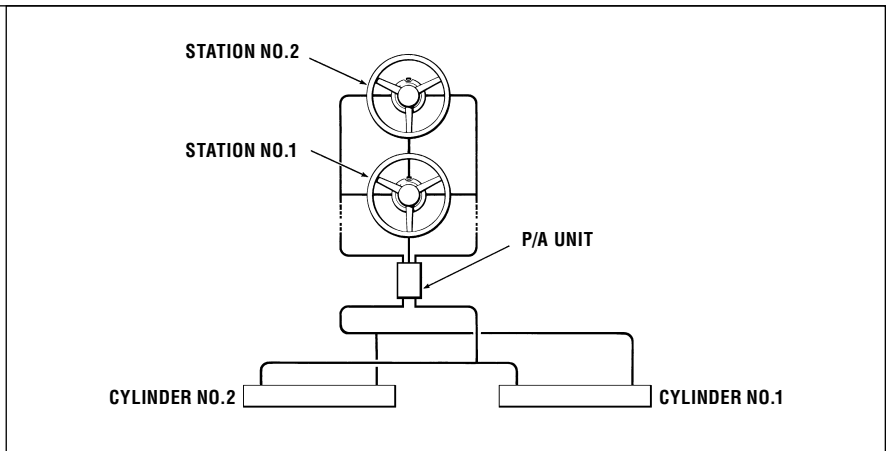 STATION NO.2
STATION NO.1
P/A UNIT
CYLINDER NO.2
CYLINDER NO.1